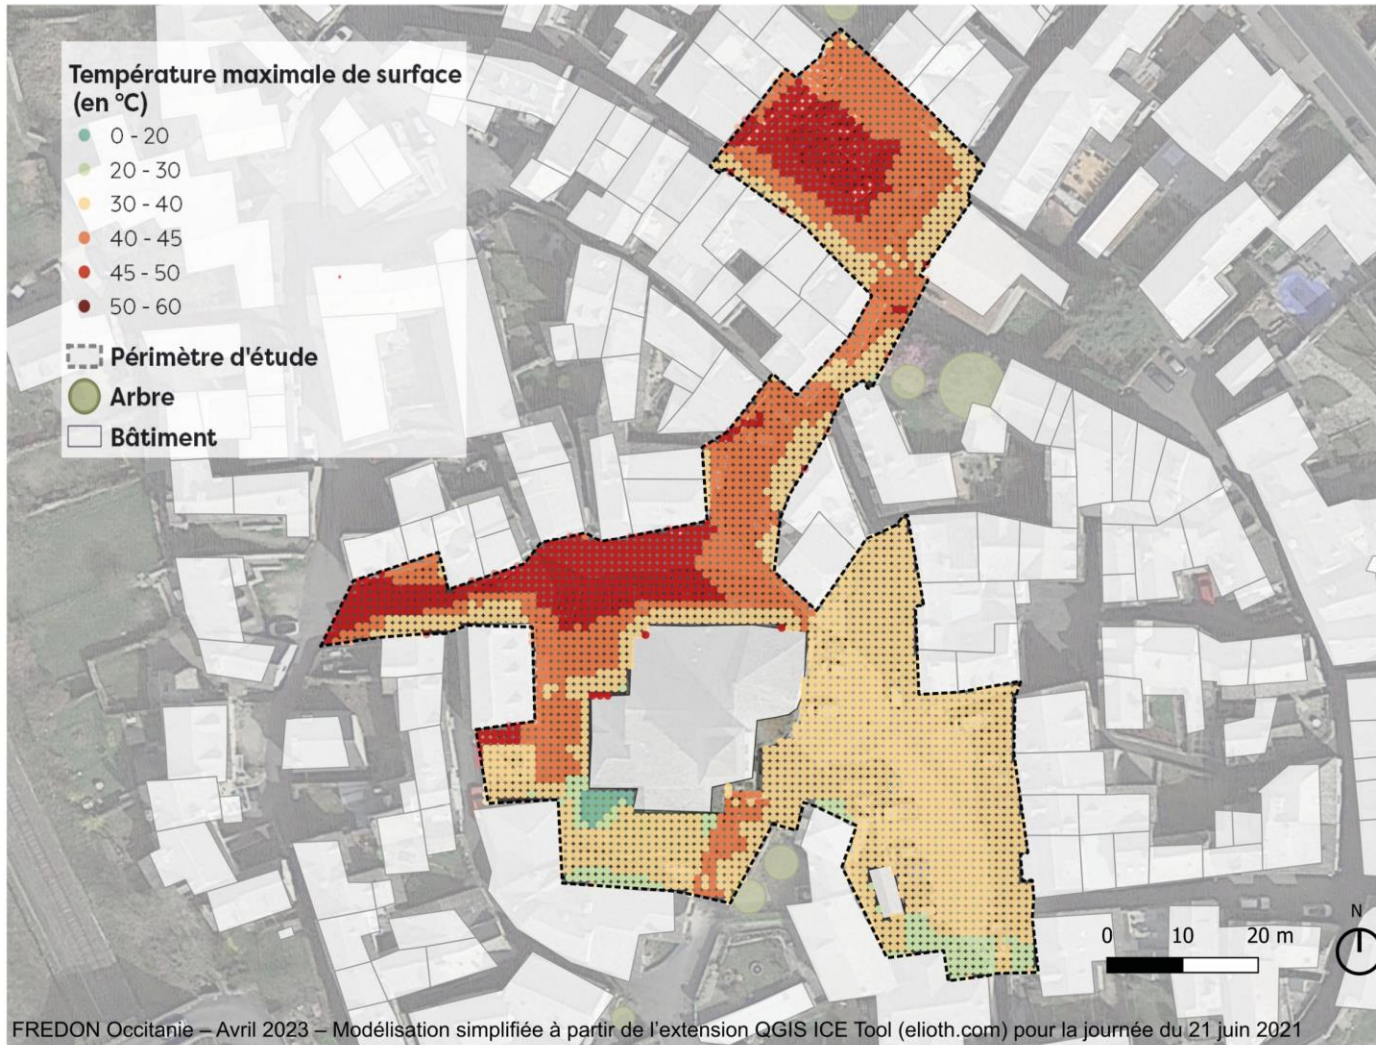 Température maximale de surface
(en °C)
0 - 20
20 - 30
30 - 40
40 - 45
45 - 50
50 - 60
Périmètre d'étude
Arbre
Bâtiment
N
0 10 20 m
FREDON Occitanie – Avril 2023 – Modélisation simplifiée à partir de l'extension QGIS ICE Tool (elioth.com) pour la journée du 21 juin 2021